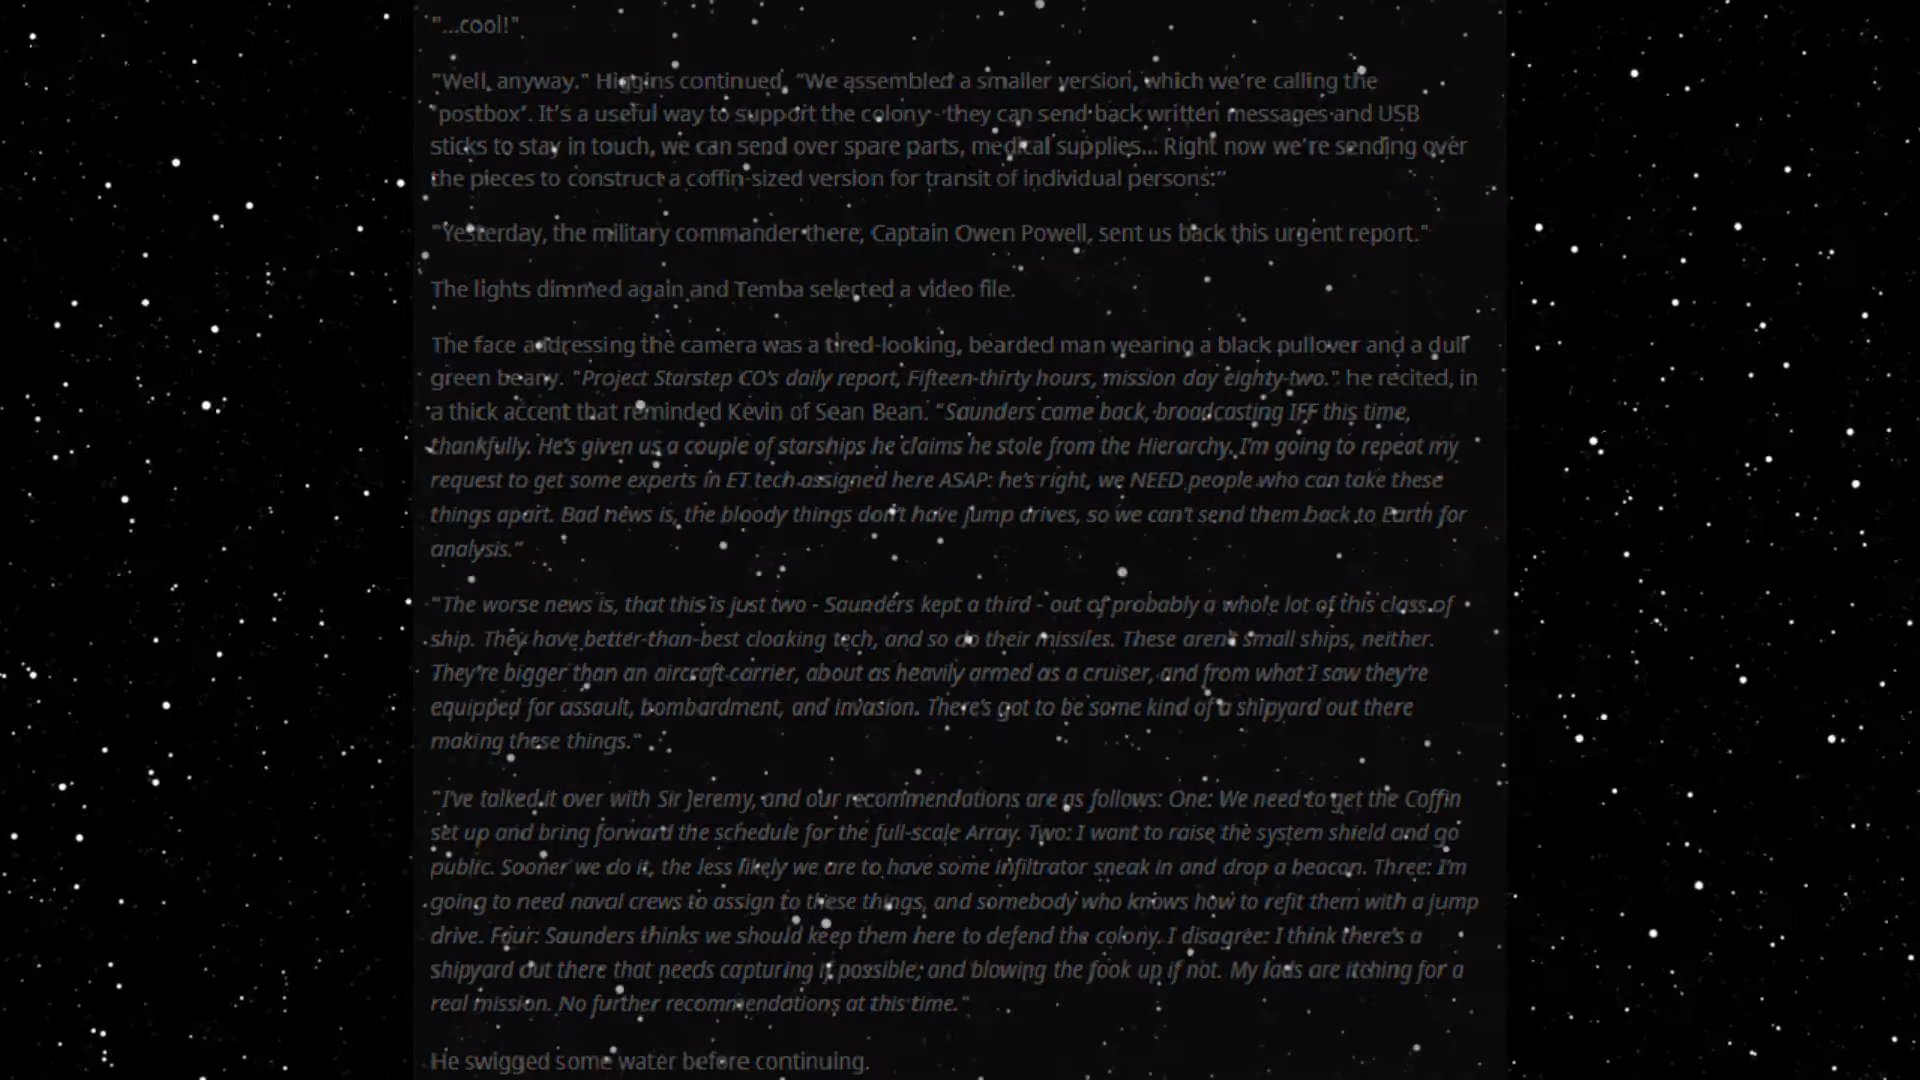 "...cool!"
"Well, anyway." Higgins continued, "We assembled a smaller version, which we're calling the
'postbox'. It's a useful way to support the colony - they can send back written messages and USB
sticks to stay in touch, we can send over spare parts, medical supplies... Right now we're sending over
the pieces to construct a coffin-sized version for transit of individual persons:"
"Yesterday, the military commander there, Captain Owen Powell, sent us back this urgent report."
The lights dimmed again and Temba selected a video file.
The face addressing the camera was a tired-looking, bearded man wearing a black pullover and a dull
green beany. "Project Starstep CO's daily report, Fifteen-thirty hours, mission day eighty-two." he recited, in
a thick accent that reminded Kevin of Sean Bean. "Saunders came back, broadcasting IFF this time,
thankfully. He's given us a couple of starships he claims he stole from the Hierarchy. I'm going to repeat my
request to get some experts in ET tech assigned here ASAP: he's right, we NEED people who can take these
things apart. Bad news is, the bloody things don't have jump drives, so we can't send them back to Earth for
analysis."
"The worse news is, that this is just two - Saunders kept a third - out of probably a whole lot of this class of
ship. They have better-than-best cloaking tech, and so do their missiles. These aren't small ships, neither.
They're bigger than an aircraft carrier, about as heavily armed as a cruiser, and from what I saw they're
equipped for assault, bombardment, and invasion. There's got to be some kind of a shipyard out there
making these things."
"I've talked it over with Sir Jeremy, and our recommendations are as follows: One: We need to get the Coffin
set up and bring forward the schedule for the full-scale Array. Two: I want to raise the system shield and go
public. Sooner we do it, the less likely we are to have some infiltrator sneak in and drop a beacon. Three: I'm
going to need naval crews to assign to these things, and somebody who knows how to refit them with a jump
drive. Four: Saunders thinks we should keep them here to defend the colony. I disagree: I think there's a
shipyard out there that needs capturing if possible, and blowing the fook up if not. My lads are itching for a
real mission. No further recommendations at this time."
He swigged some water before continuing.